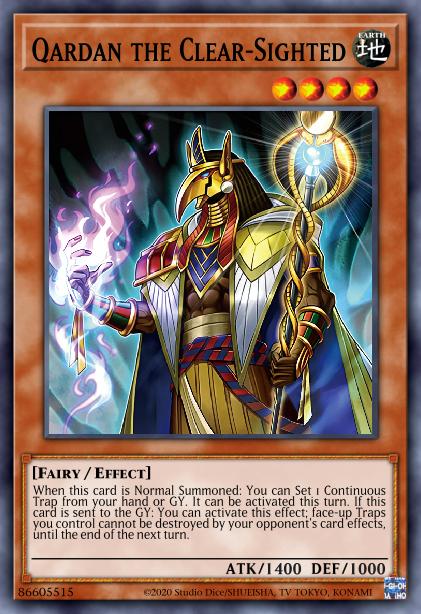 QARDAN THE CLEAR-SIGHTED
EARTH
地
[FAIRY / EFFECT]
When this card is Normal Summoned: You can Set 1 Continuous
Trap from your hand or GY. It can be activated this turn. If this
card is sent to the GY: You can activate this effect; face-up Traps
you control cannot be destroyed by your opponent's card effects,
until the end of the next turn.
ATK/1400 DEF/1000
86605515
©2020 Studio Dice/SHUEISHA, TV TOKYO, KONAMI